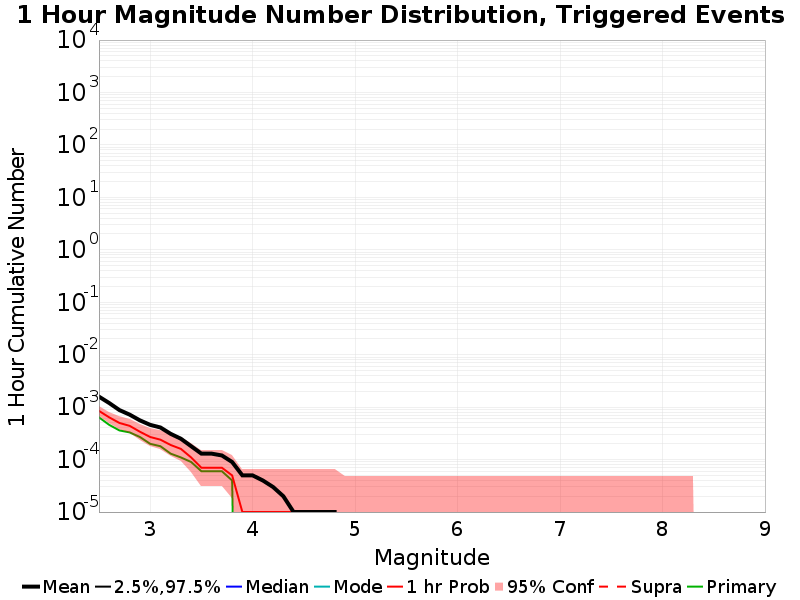 1 Hour Magnitude Number Distribution, Triggered Events
10^4
10^3
10^2
10^1
10^0
10^-1
10^-2
10^-3
10^-4
10^-5
1 Hour Cumulative Number
3 4 5 6 7 8 9
Magnitude
Mean 2.5%,97.5% Median Mode 1 hr Prob 95% Conf Supra Primary